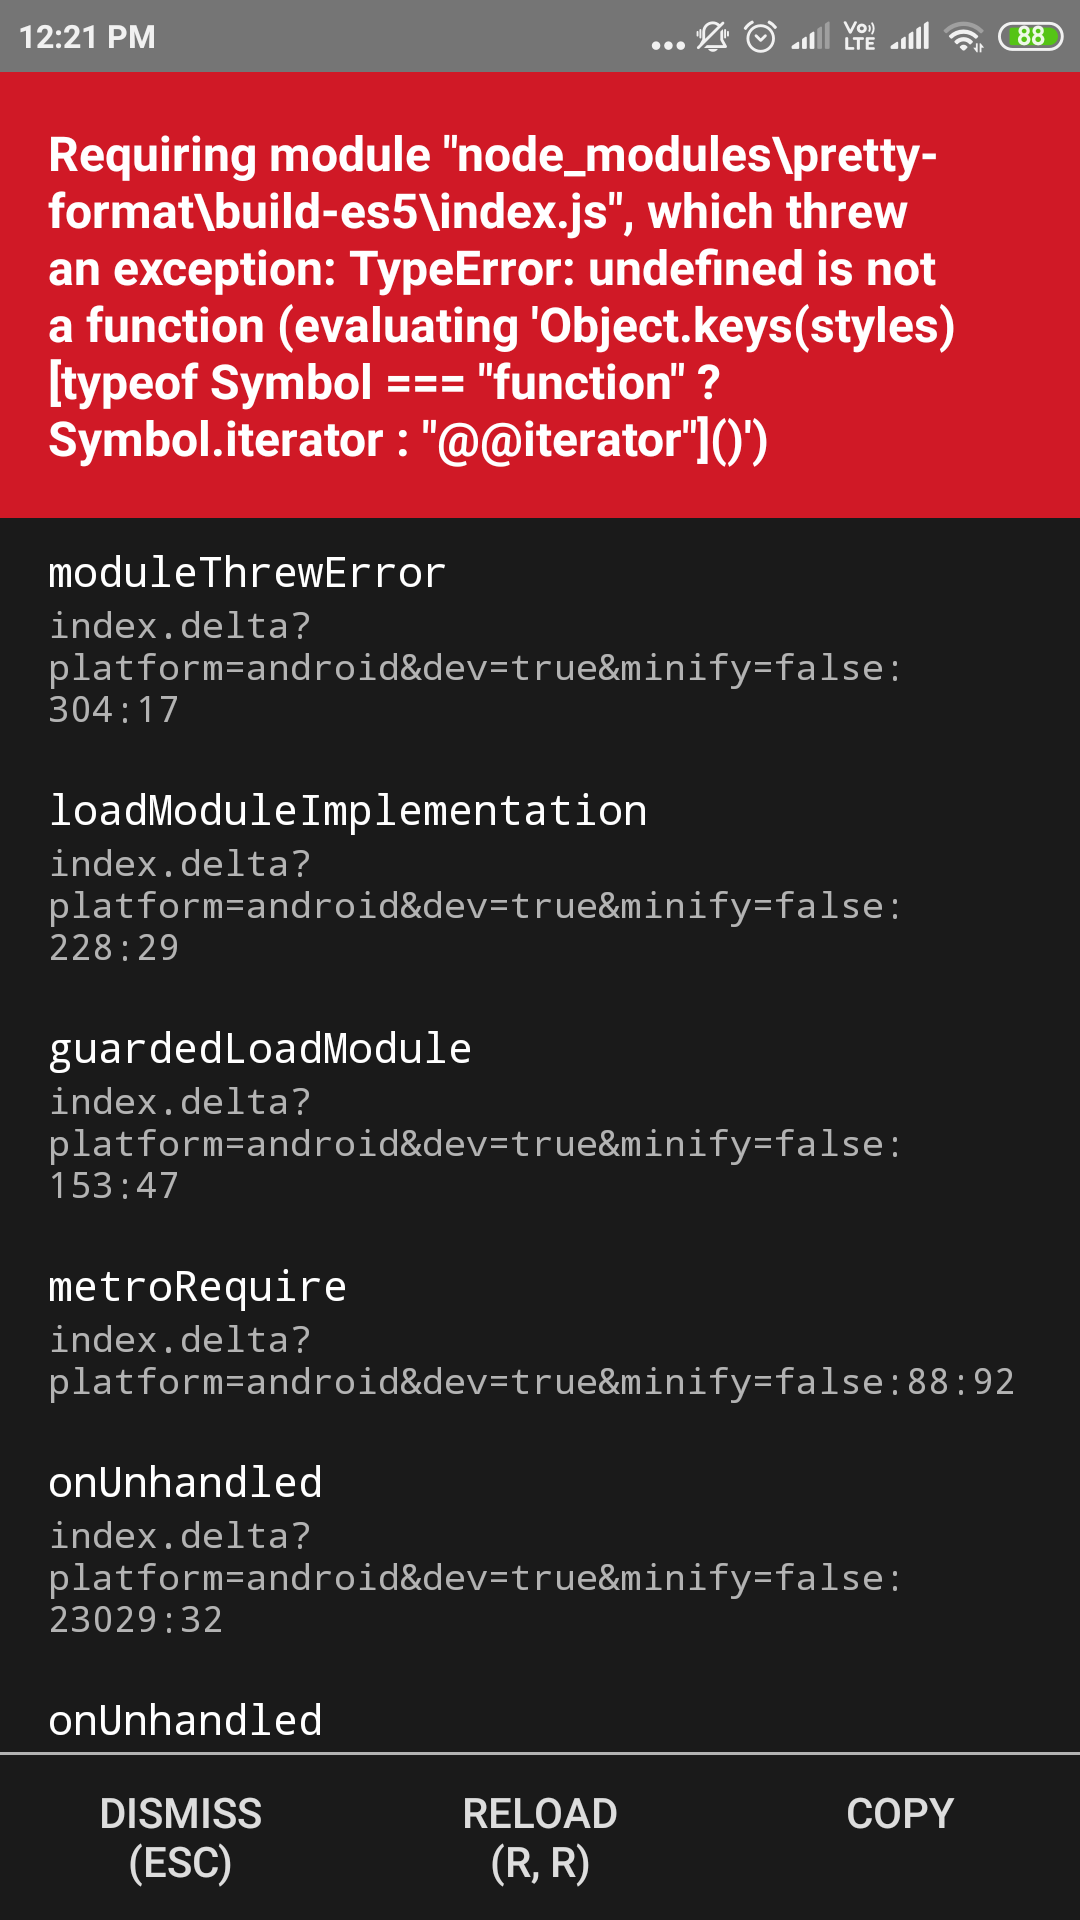 12:21 PM
...
Vo))
LTE
88
Requiring module "node_modules\pretty-
format\build-es5\index.js", which threw
an exception: TypeError: undefined is not
a function (evaluating 'Object.keys(styles)
[typeof Symbol === "function" ?
Symbol.iterator : "@@iterator"]()')
moduleThrewError
index.delta?
platform=android&dev=true&minify=false:
304:17
loadModuleImplementation
index.delta?
platform=android&dev=true&minify=false:
228:29
guardedLoadModule
index.delta?
platform=android&dev=true&minify=false:
153:47
metroRequire
index.delta?
platform=android&dev=true&minify=false:88:92
onUnhandled
index.delta?
platform=android&dev=true&minify=false:
23029:32
onUnhandled
DISMISS
(ESC)
RELOAD
(R, R)
COPY